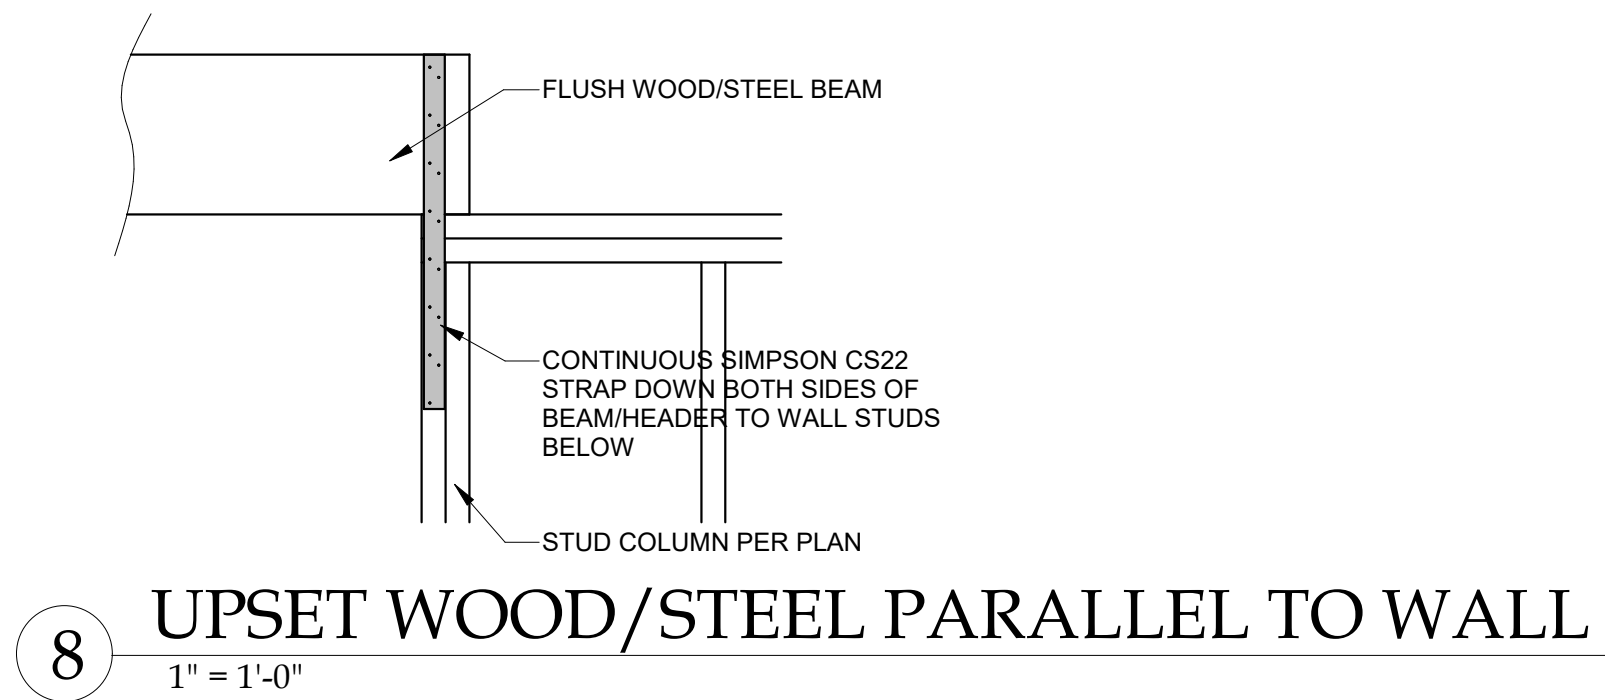 FLUSH WOOD/STEEL BEAM
CONTINUOUS SIMPSON CS22
STRAP DOWN BOTH SIDES OF
BEAM/HEADER TO WALL STUDS
BELOW
STUD COLUMN PER PLAN
8
UPSET WOOD/STEEL PARALLEL TO WALL
1" = 1'-0"